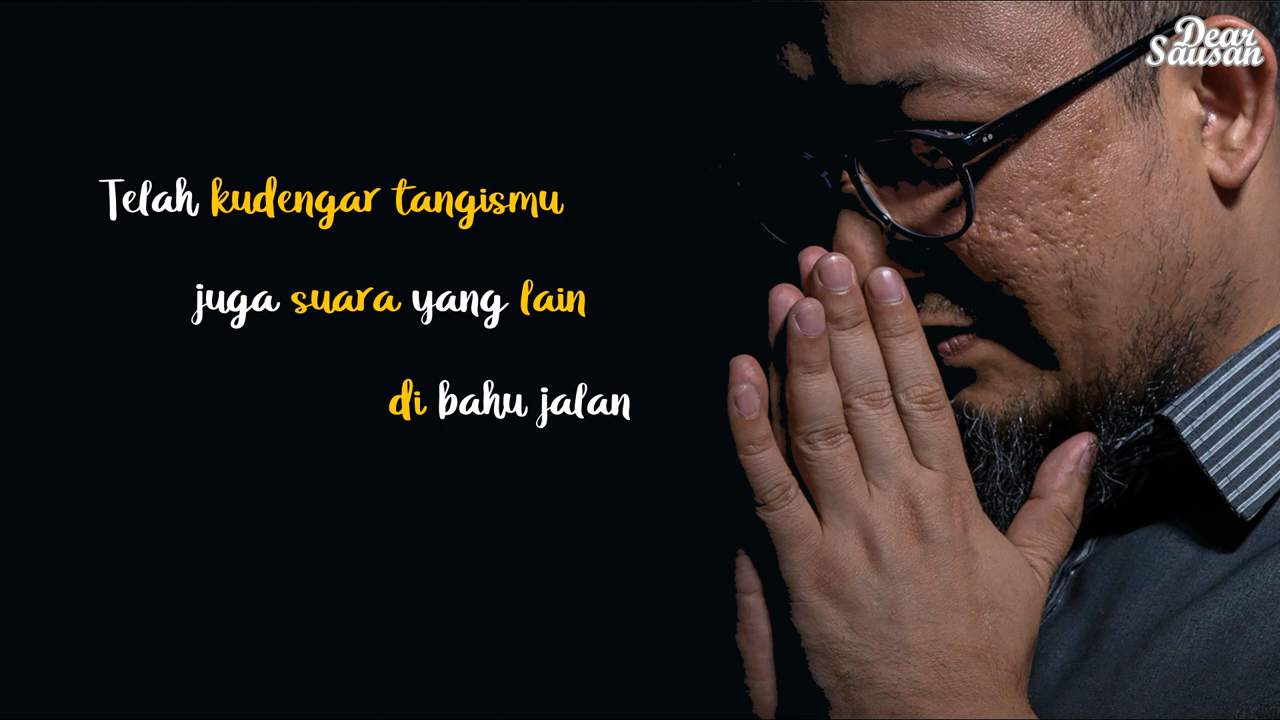 Dear
Sausan
Telah kudengar tangismu
juga suara yang lain
di bahu jalan